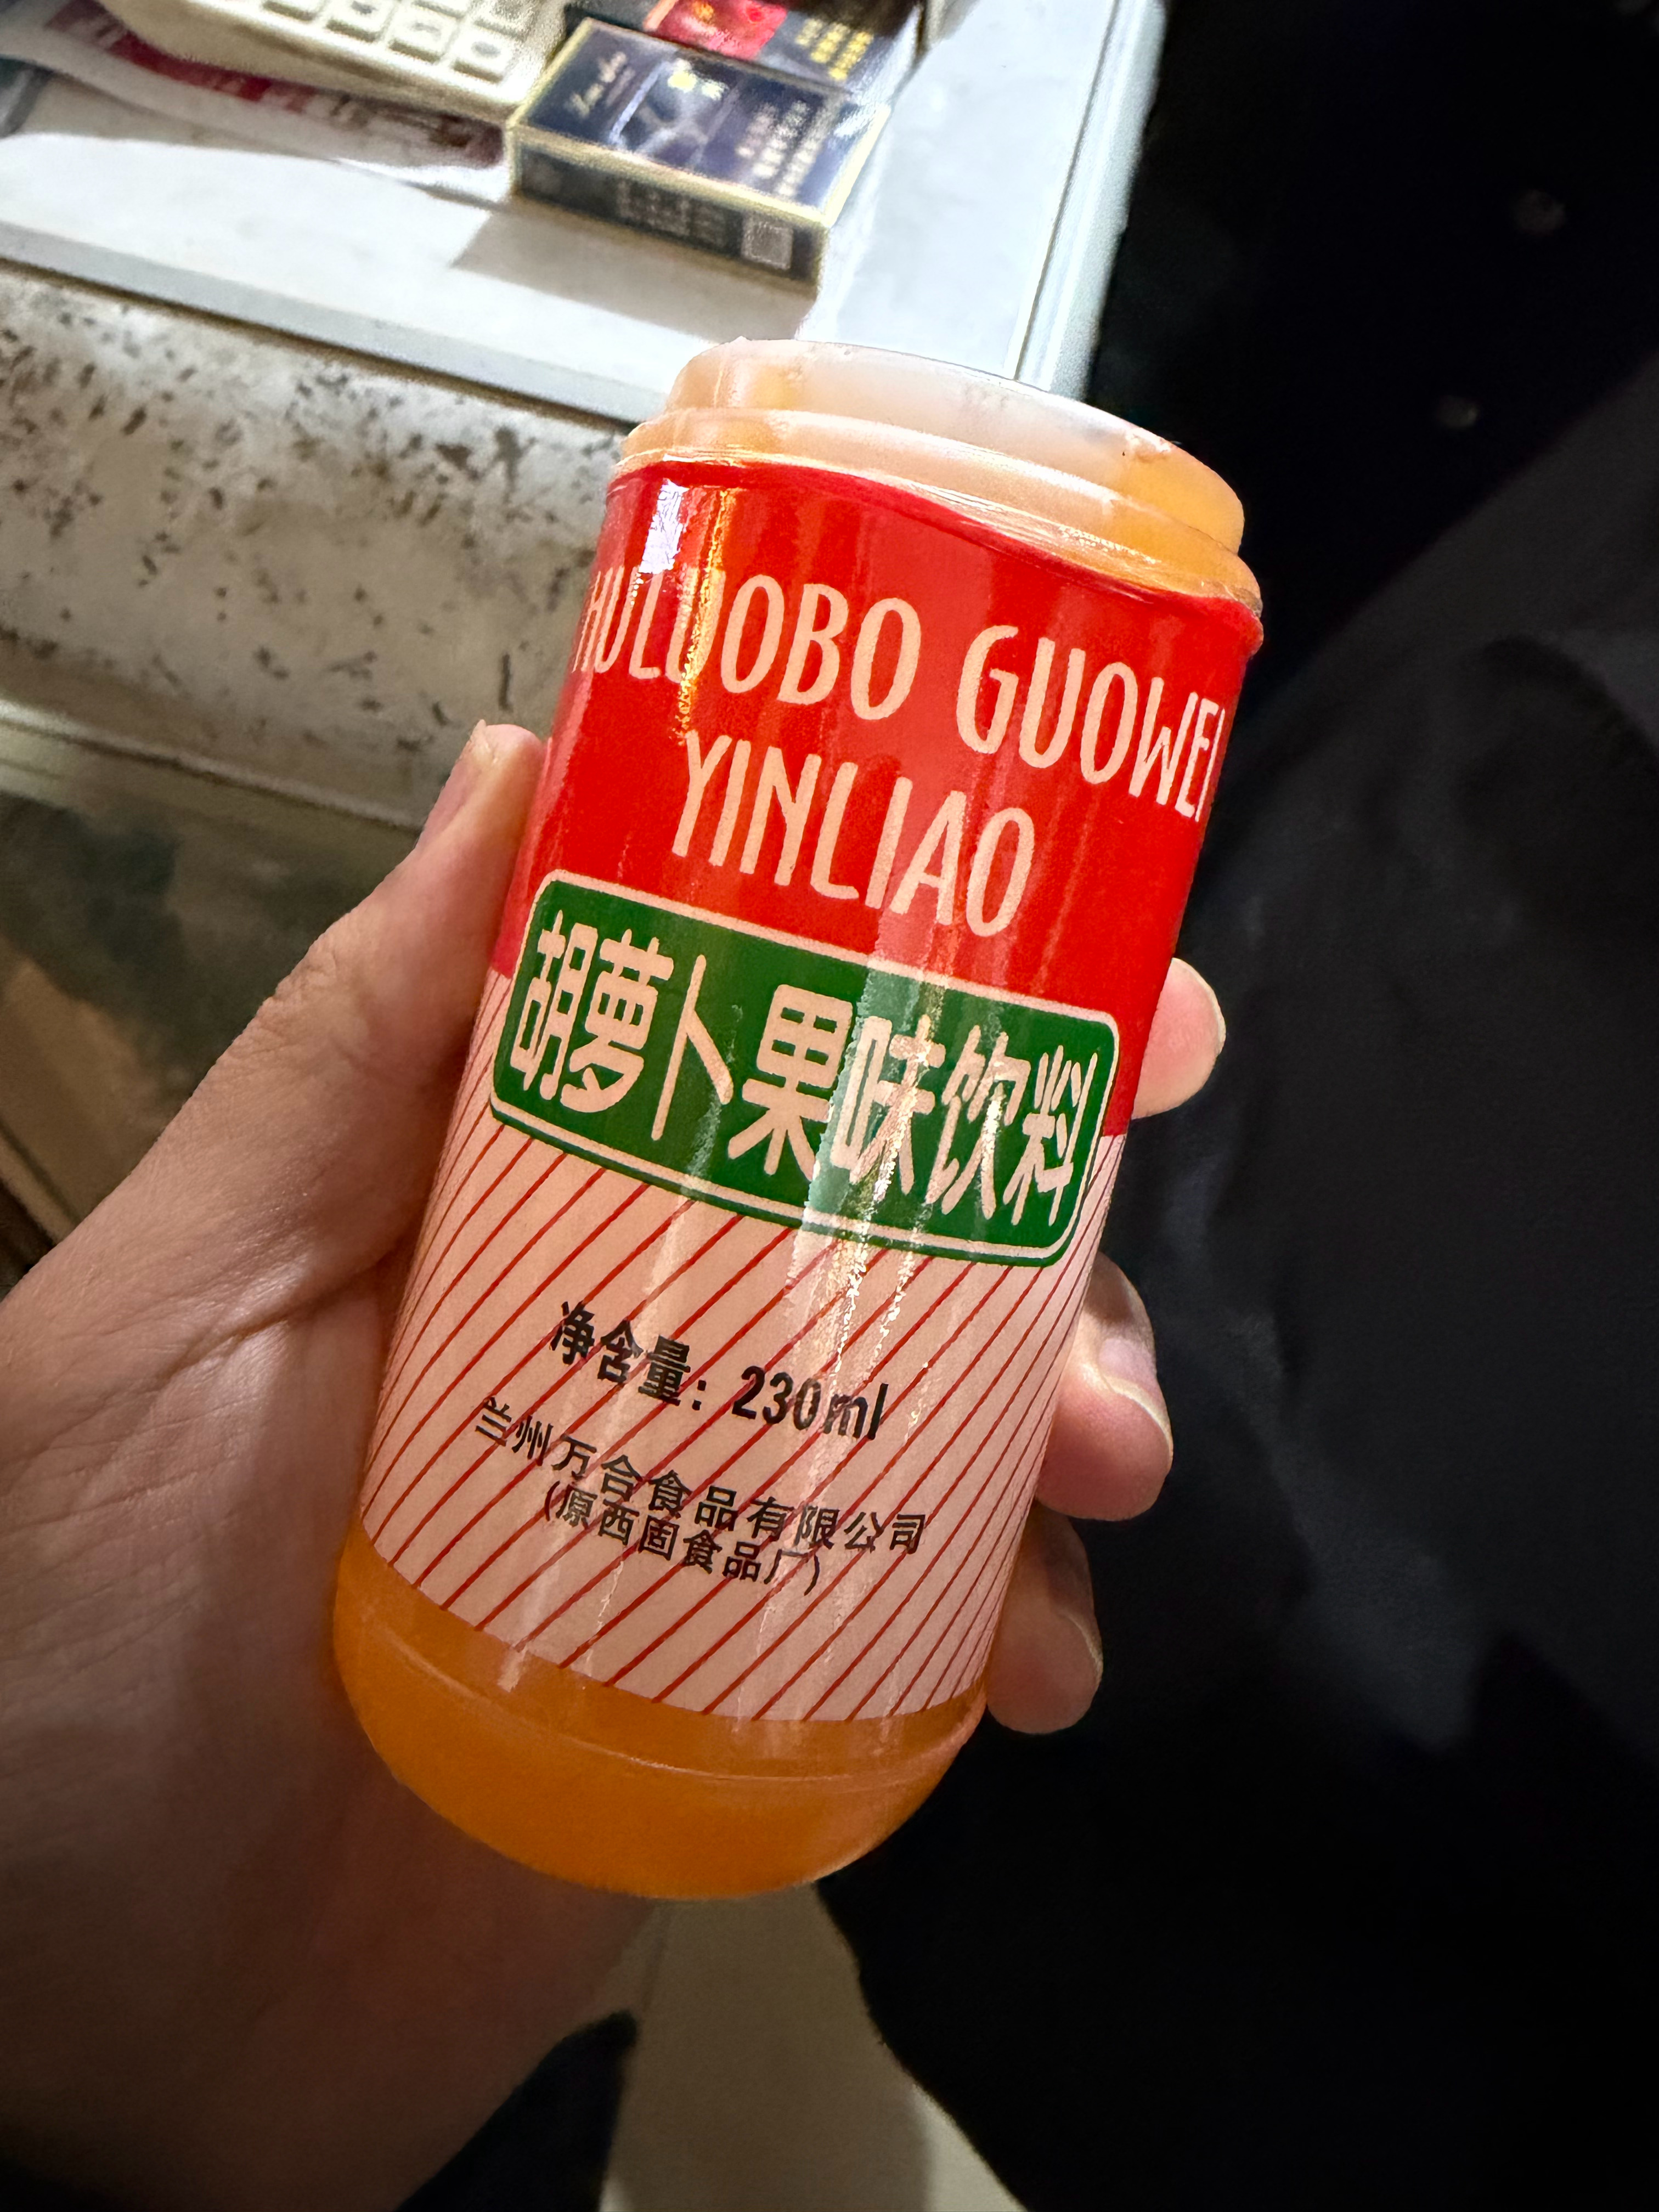 HULUOBO GUOWEI
YINLIAO
胡萝卜果味饮料
净含量：230ml
兰州万合食品有限公司
（原西固食品厂）